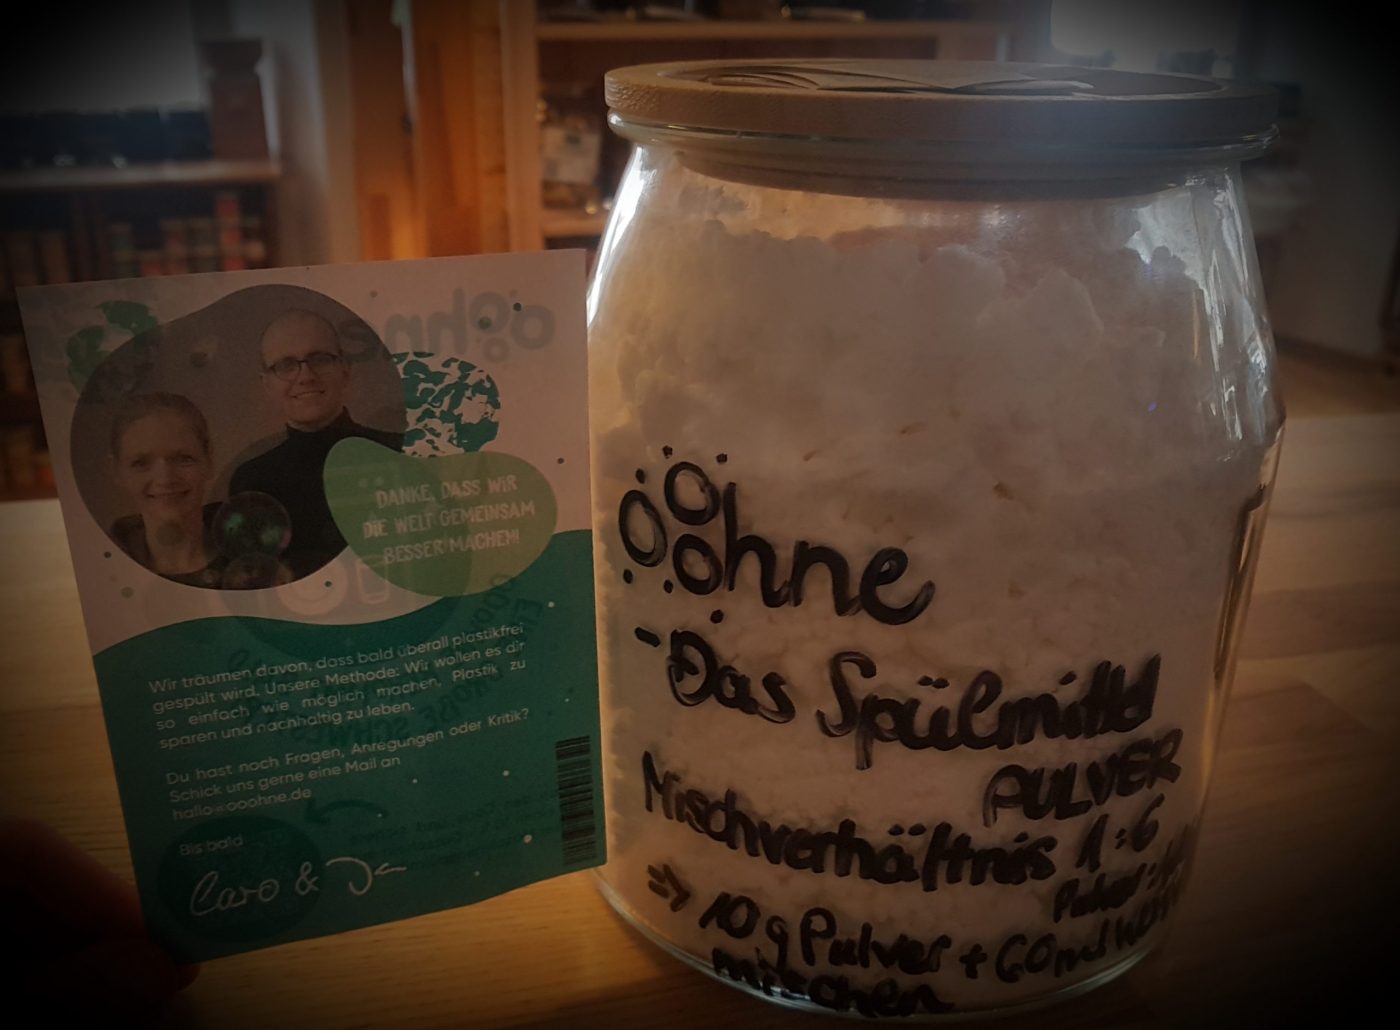 DANKE, DASS WIR
DIE WELT GEMEINSAM
BESSER MACHEN!
Wir träumen davon, dass bald überall plastikfrei
gespült wird. Unsere Methode: Wir wollen es dir
so einfach wie möglich machen, Plastik zu
sparen und nachhaltig zu leben.
Du hast noch Fragen, Anregungen oder Kritik?
Schick uns gerne eine Mail an
hallo@ooohne.de
Bis bald
Caro &
ooohne
- Das Spülmittel
PULVER
Mischverhältnis 1:6
Pulver:
=> 10 g Pulver + 60 ml Wasser
mischen